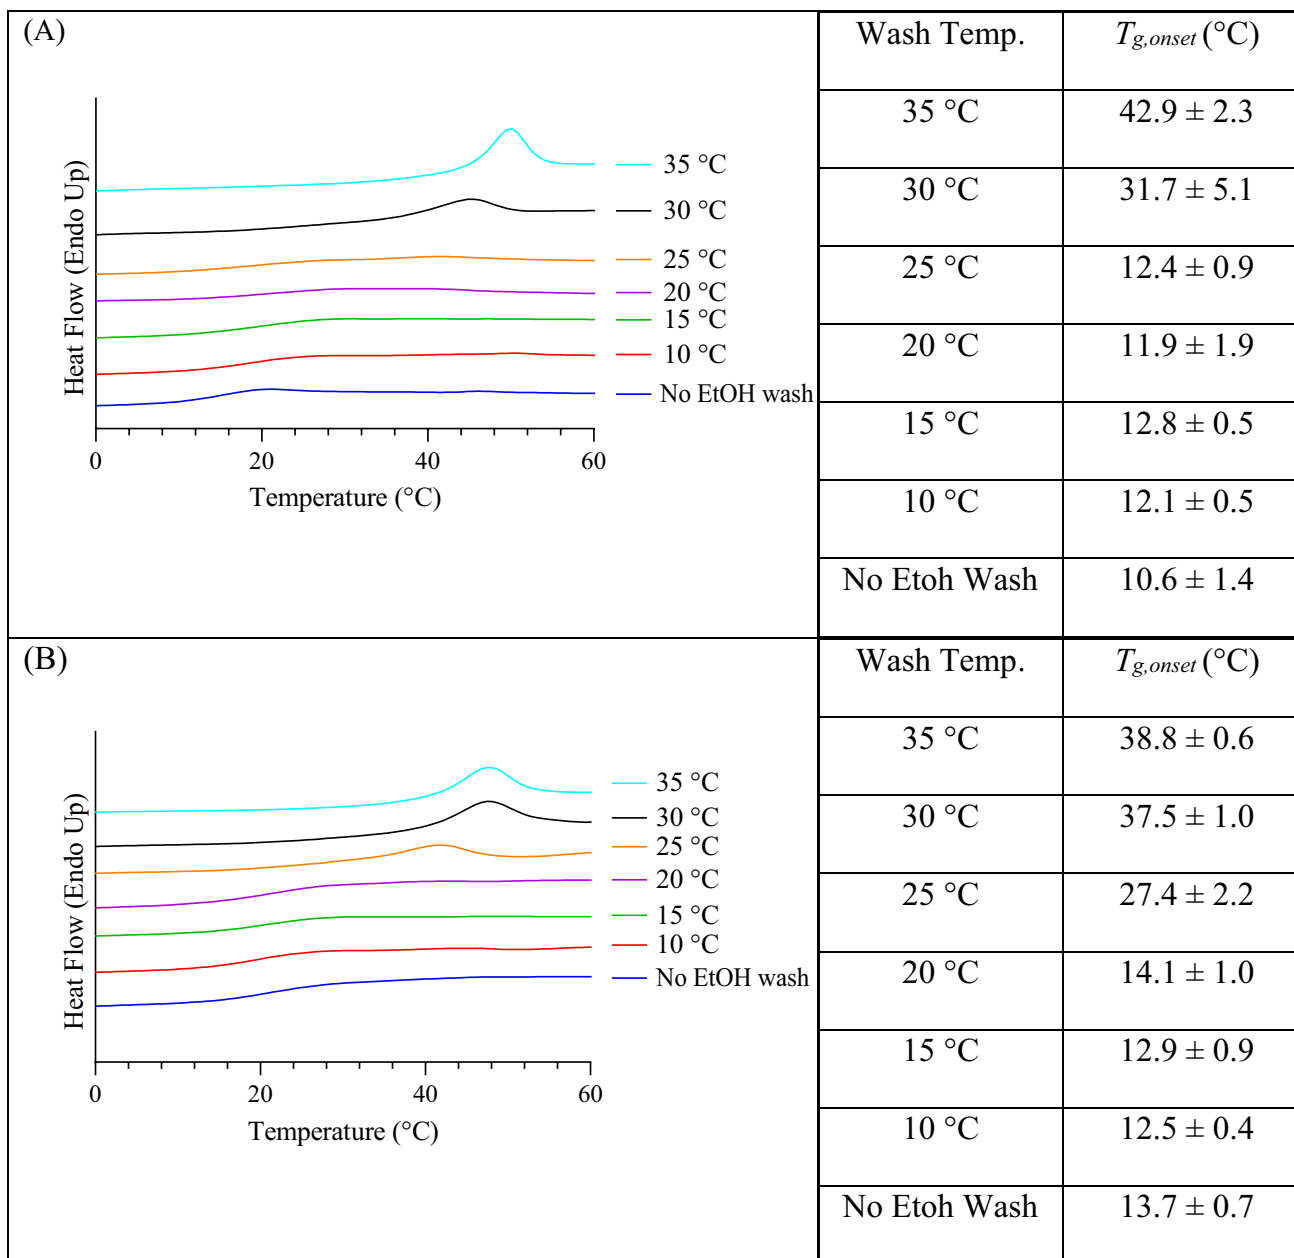 (A)
Heat Flow (Endo Up)
35 °C
30 °C
25 °C
20 °C
15 °C
10 °C
No EtOH wash
0 20 40 60
Temperature (°C)
Wash Temp. Tg,onset (°C)
35 °C 42.9 ± 2.3
30 °C 31.7 ± 5.1
25 °C 12.4 ± 0.9
20 °C 11.9 ± 1.9
15 °C 12.8 ± 0.5
10 °C 12.1 ± 0.5
No Etoh Wash 10.6 ± 1.4
(B)
Heat Flow (Endo Up)
35 °C
30 °C
25 °C
20 °C
15 °C
10 °C
No EtOH wash
0 20 40 60
Temperature (°C)
Wash Temp. Tg,onset (°C)
35 °C 38.8 ± 0.6
30 °C 37.5 ± 1.0
25 °C 27.4 ± 2.2
20 °C 14.1 ± 1.0
15 °C 12.9 ± 0.9
10 °C 12.5 ± 0.4
No Etoh Wash 13.7 ± 0.7